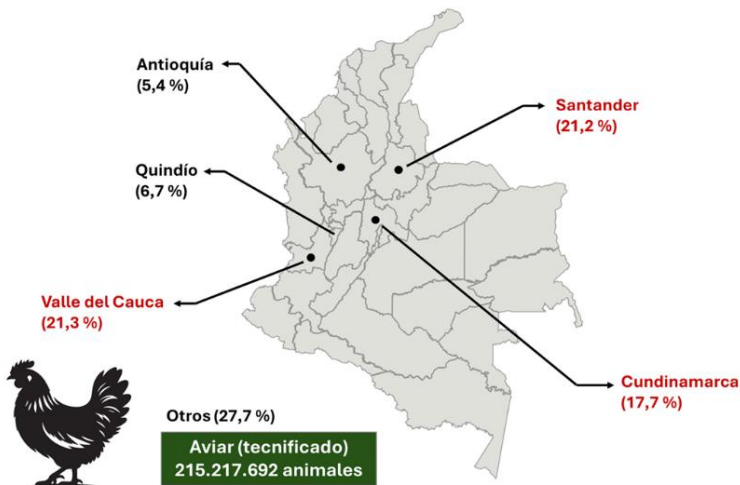 Antioquía
(5,4 %)
Santander
(21,2 %)
Quindío
(6,7 %)
Valle del Cauca
(21,3 %)
Cundinamarca
(17,7 %)
Otros (27,7 %)
Aviar (tecnificado)
215.217.692 animales